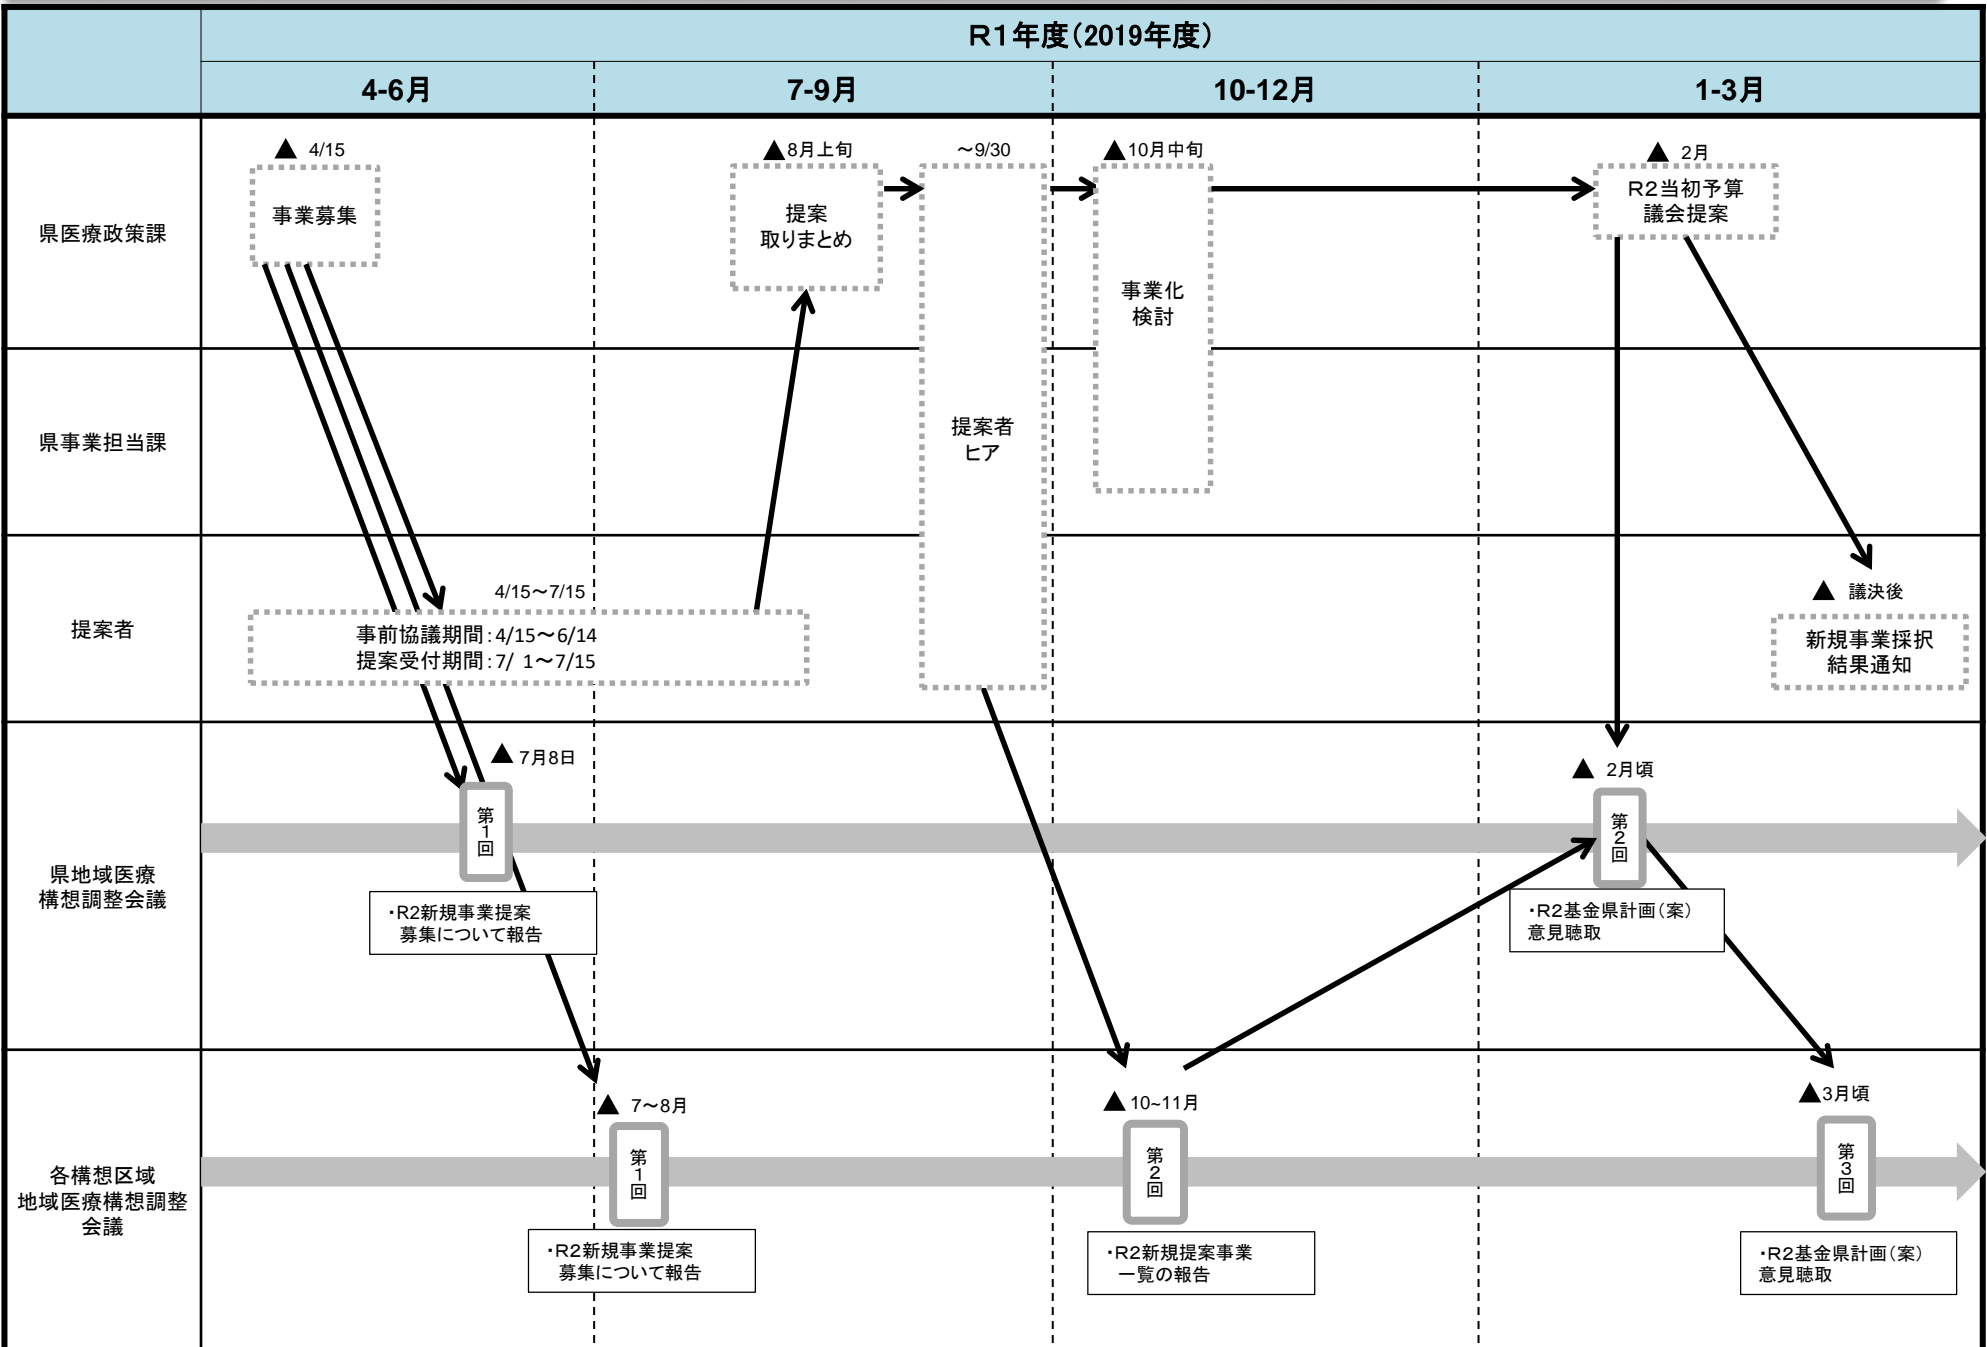 R1年度(2019年度)
4-6月
7-9月
10-12月
1-3月
県医療政策課
▲ 4/15
事業募集
▲8月上旬
提案
取りまとめ
～9/30
提案者
ヒア
▲10月中旬
事業化
検討
▲ 2月
R2当初予算
議会提案
県事業担当課
提案者
4/15～7/15
事前協議期間:4/15～6/14
提案受付期間:7/ 1～7/15
▲ 議決後
新規事業採択
結果通知
県地域医療
構想調整会議
▲ 7月8日
第1回
・R2新規事業提案
募集について報告
▲ 2月頃
第2回
・R2基金県計画(案)
意見聴取
各構想区域
地域医療構想調整
会議
▲ 7～8月
第1回
・R2新規事業提案
募集について報告
▲10~11月
第2回
・R2新規提案事業
一覧の報告
▲3月頃
第3回
・R2基金県計画(案)
意見聴取